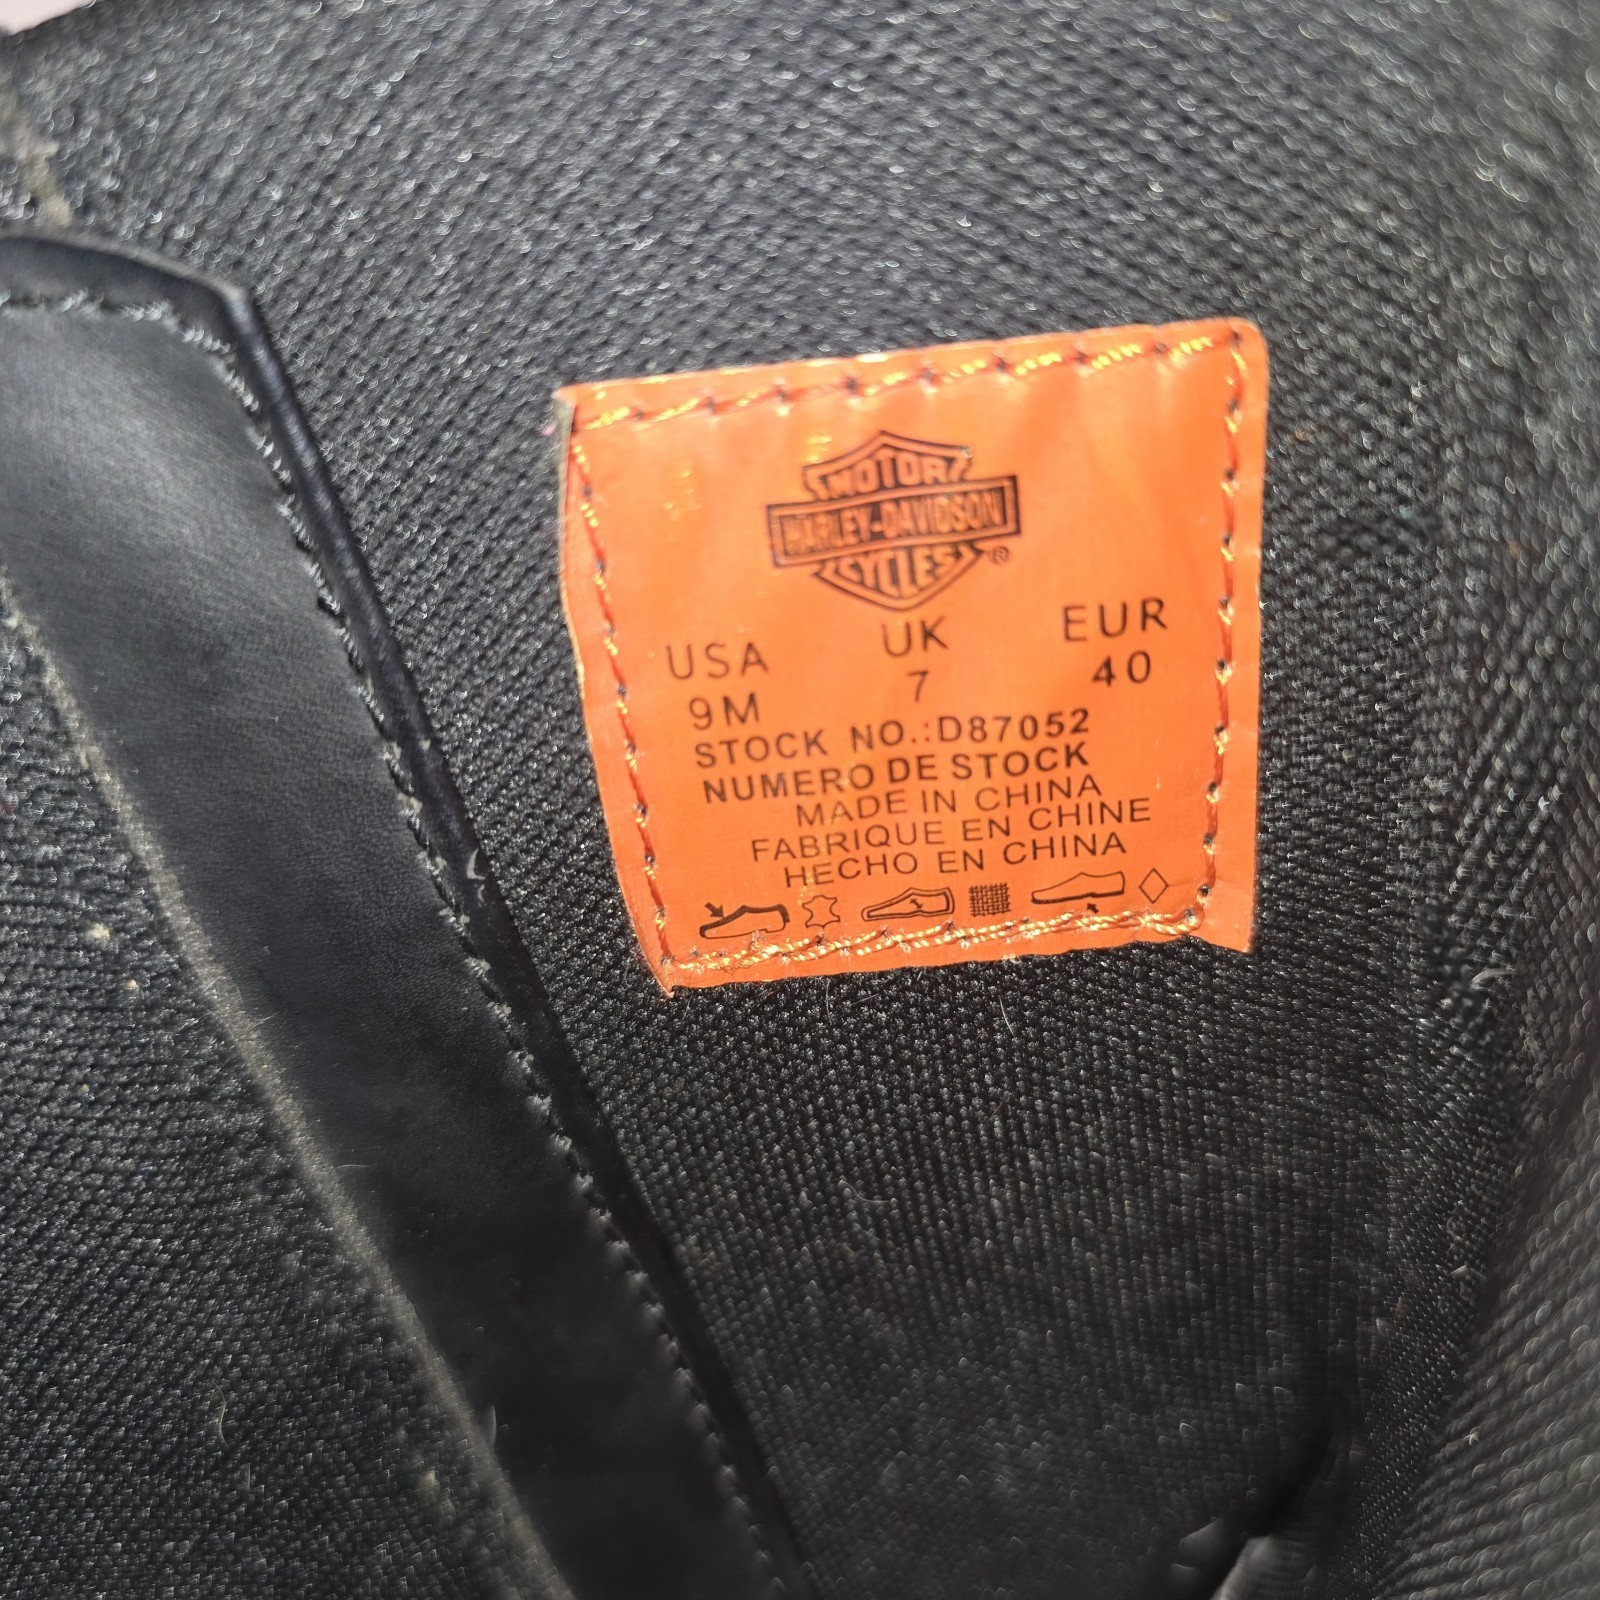 MOTOR
HARLEY-DAVIDSON
CYCLES ®
USA UK EUR
9M 7 40
STOCK NO.:D87052
NUMERO DE STOCK
MADE IN CHINA
FABRIQUE EN CHINE
HECHO EN CHINA